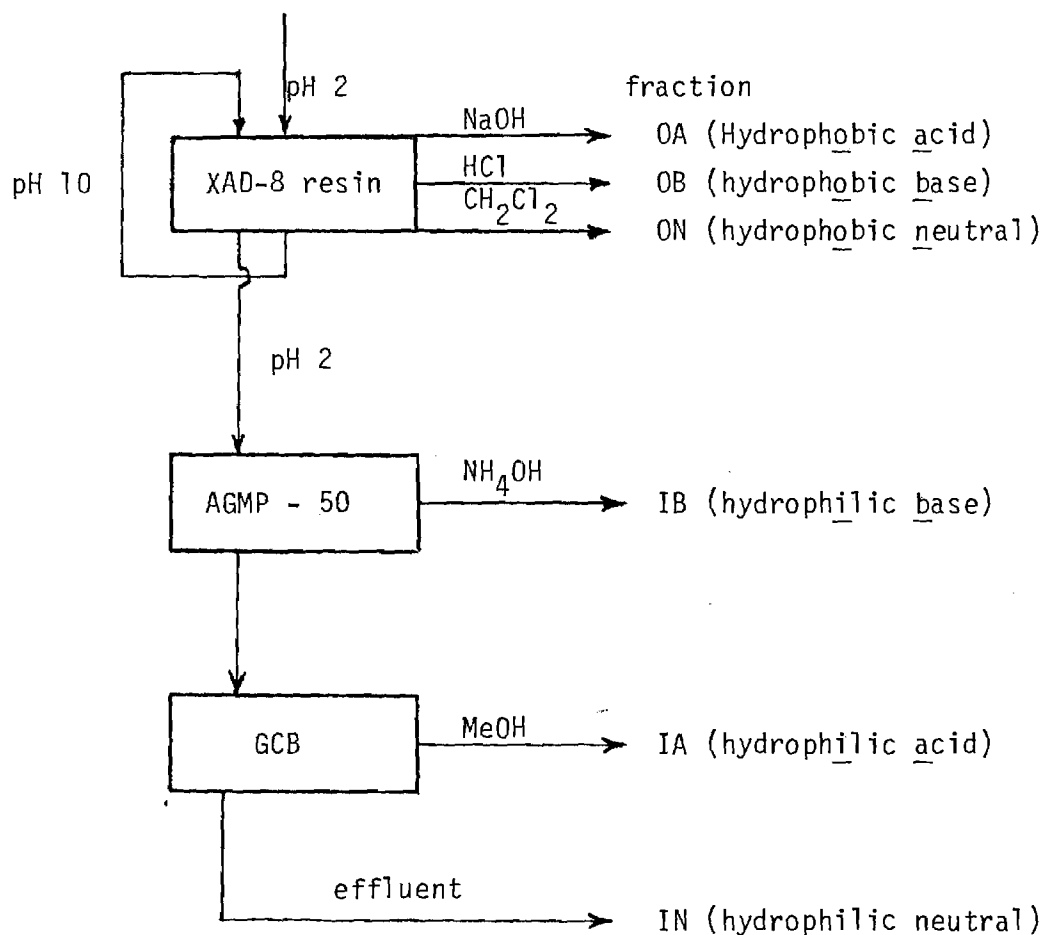 pH 2
fraction
NaOH
OA (Hydrophobic acid)
pH 10
XAD-8 resin
HCl
OB (hydrophobic base)
CH2Cl2
ON (hydrophobic neutral)
pH 2
AGMP - 50
NH4OH
IB (hydrophilic base)
GCB
MeOH
IA (hydrophilic acid)
effluent
IN (hydrophilic neutral)